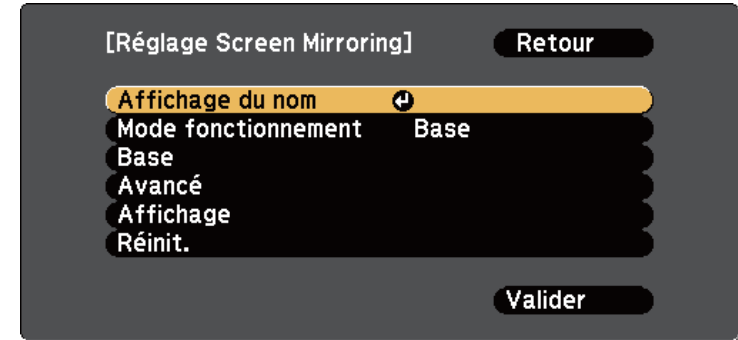 [Réglage Screen Mirroring] Retour
Affichage du nom
Mode fonctionnement Base
Base
Avancé
Affichage
Réinit.
Valider